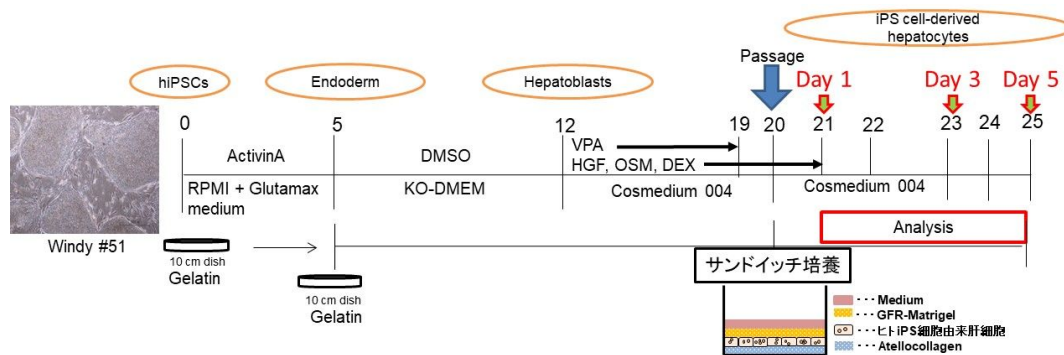 iPS cell-derived
hepatocytes
Passage
hiPSCs
Endoderm
Hepatoblasts
Day 1
Day 3
Day 5
0
5
12
19
20
21
22
23
24
25
ActivinA
DMSO
VPA
HGF, OSM, DEX
RPMI + Glutamax
medium
KO-DMEM
Cosmedium 004
Cosmedium 004
Windy #51
10 cm dish
Gelatin
10 cm dish
Gelatin
Analysis
サンドイッチ培養
･･･ Medium
･･･ GFR-Matrigel
･･･ ヒトiPS細胞由来肝細胞
･･･ Atellocollagen